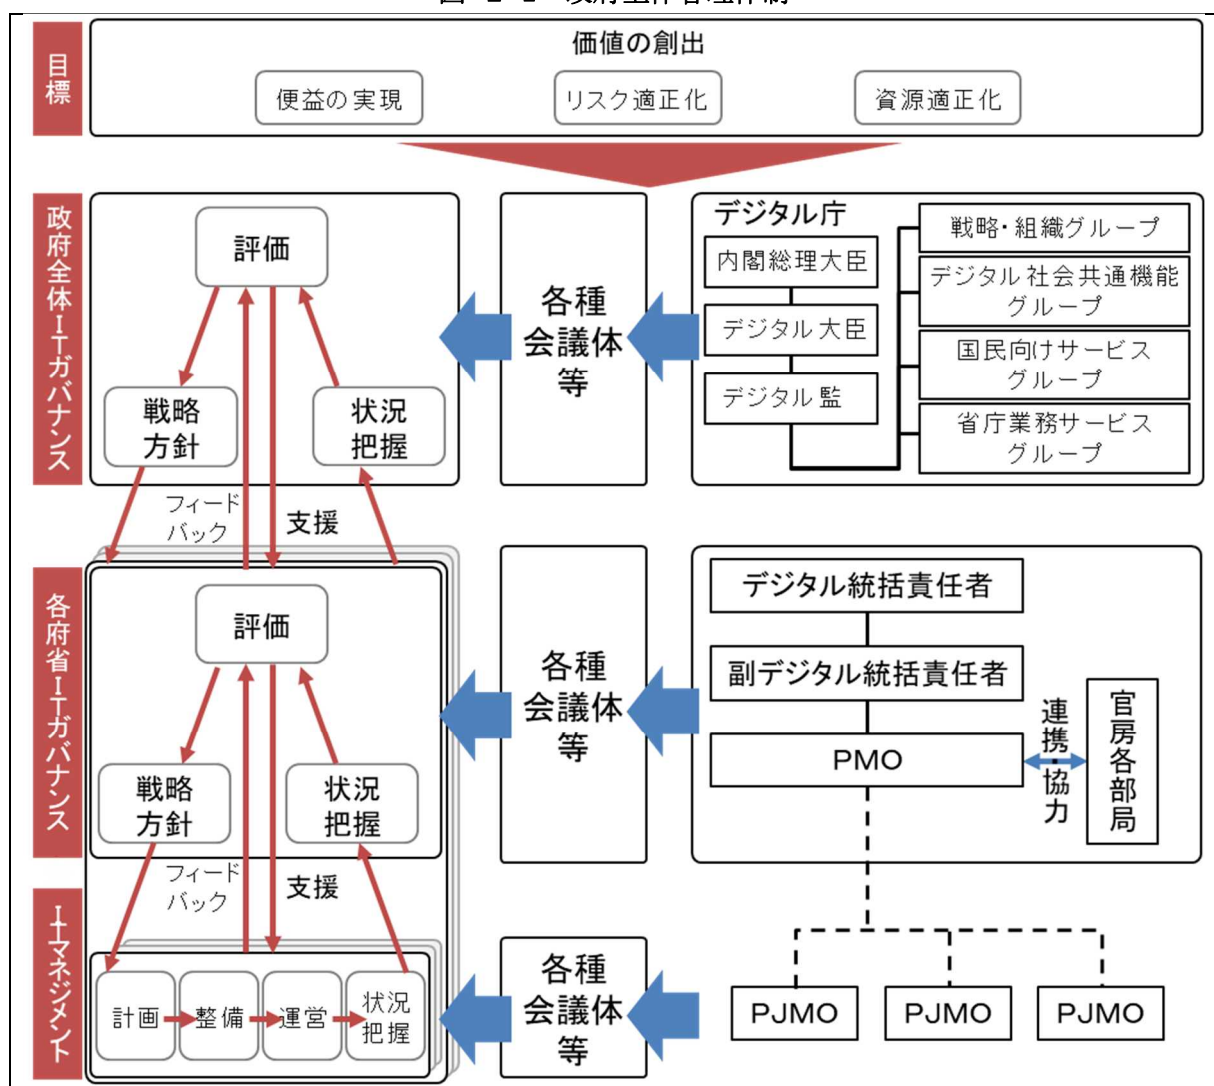 目標
価値の創出
便益の実現
リスク適正化
資源適正化
政府全体ITガバナンス
評価
戦略
方針
状況
把握
フィード
バック
支援
各種
会議体
等
デジタル庁
内閣総理大臣
デジタル大臣
デジタル監
戦略・組織グループ
デジタル社会共通機能
グループ
国民向けサービス
グループ
省庁業務サービス
グループ
各府省ITガバナンス
評価
戦略
方針
状況
把握
フィード
バック
支援
各種
会議体
等
デジタル統括責任者
副デジタル統括責任者
PMO
連携・協力
官房各部局
ITマネジメント
計画
整備
運営
状況
把握
各種
会議体
等
PJMO
PJMO
PJMO